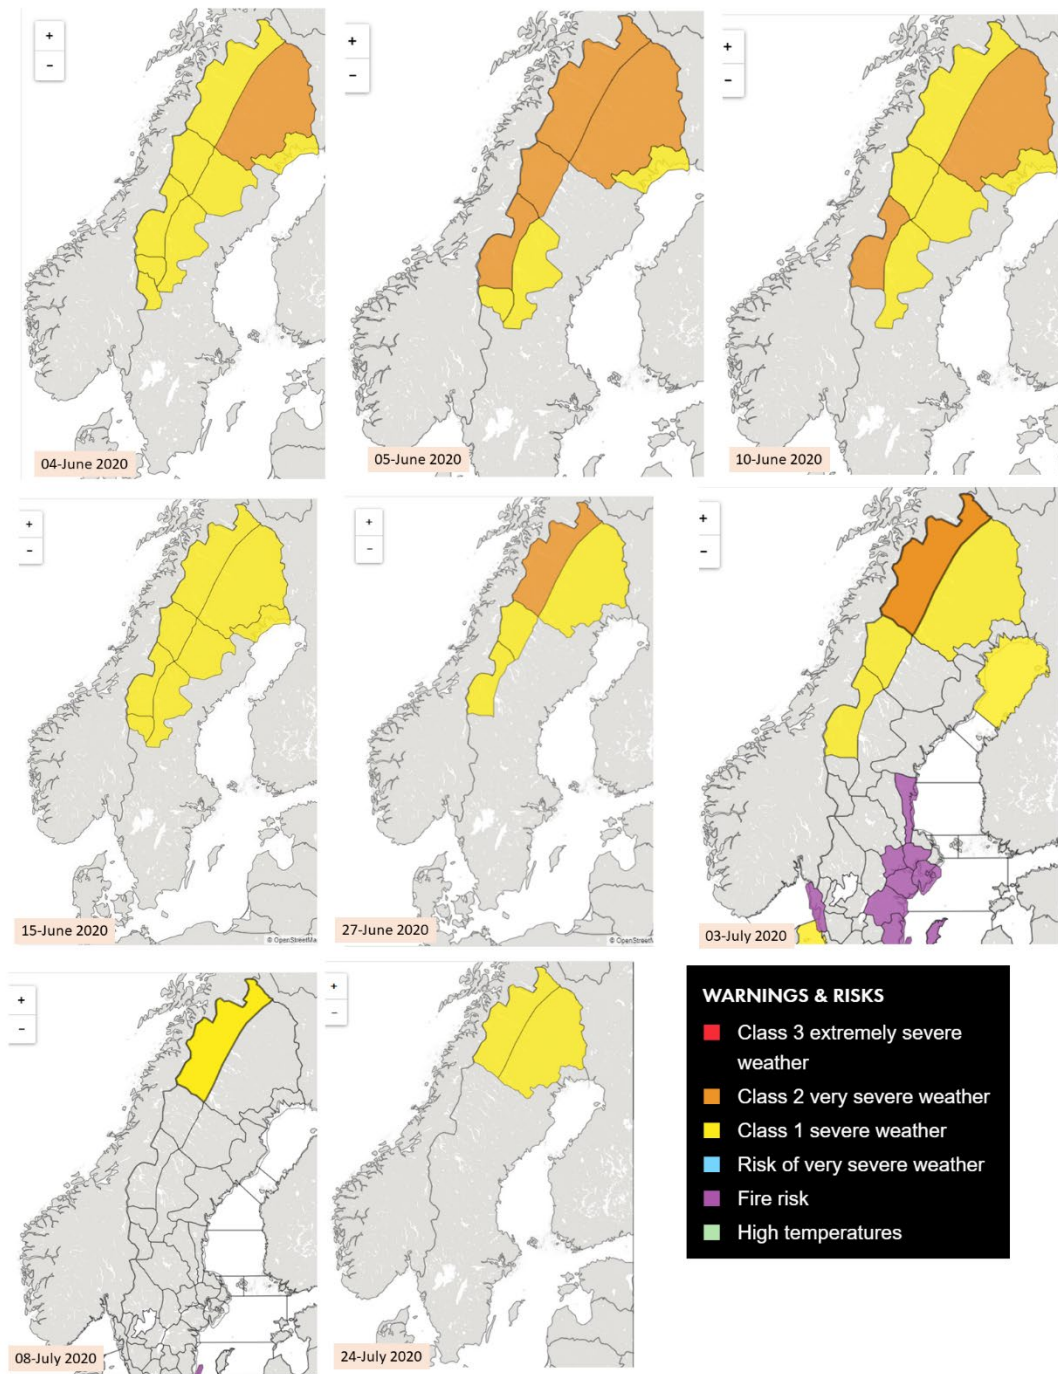 +
−
+
−
+
−
04-June 2020
05-June 2020
10-June 2020
+
−
+
−
+
−
15-June 2020
© OpenStreetMa
27-June 2020
© OpenStreetM
03-July 2020
+
−
+
−
WARNINGS & RISKS
Class 3 extremely severe
weather
Class 2 very severe weather
Class 1 severe weather
Risk of very severe weather
Fire risk
High temperatures
08-July 2020
24-July 2020